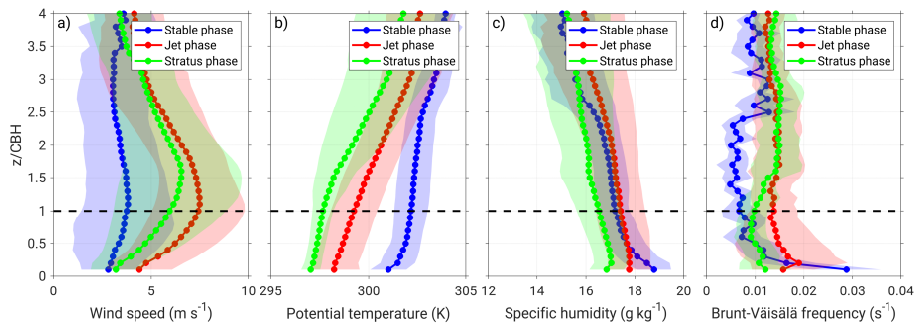 a)
Stable phase
Jet phase
Stratus phase
b)
Stable phase
Jet phase
Stratus phase
c)
Stable phase
Jet phase
Stratus phase
d)
Stable phase
Jet phase
Stratus phase
z/CBH
4
3.5
3
2.5
2
1.5
1
0.5
0
0 5 10
295 300 305
12 14 16 18 20
0 0.01 0.02 0.03 0.04
Wind speed (m s⁻¹)
Potential temperature (K)
Specific humidity (g kg⁻¹)
Brunt-Väisälä frequency (s⁻¹)